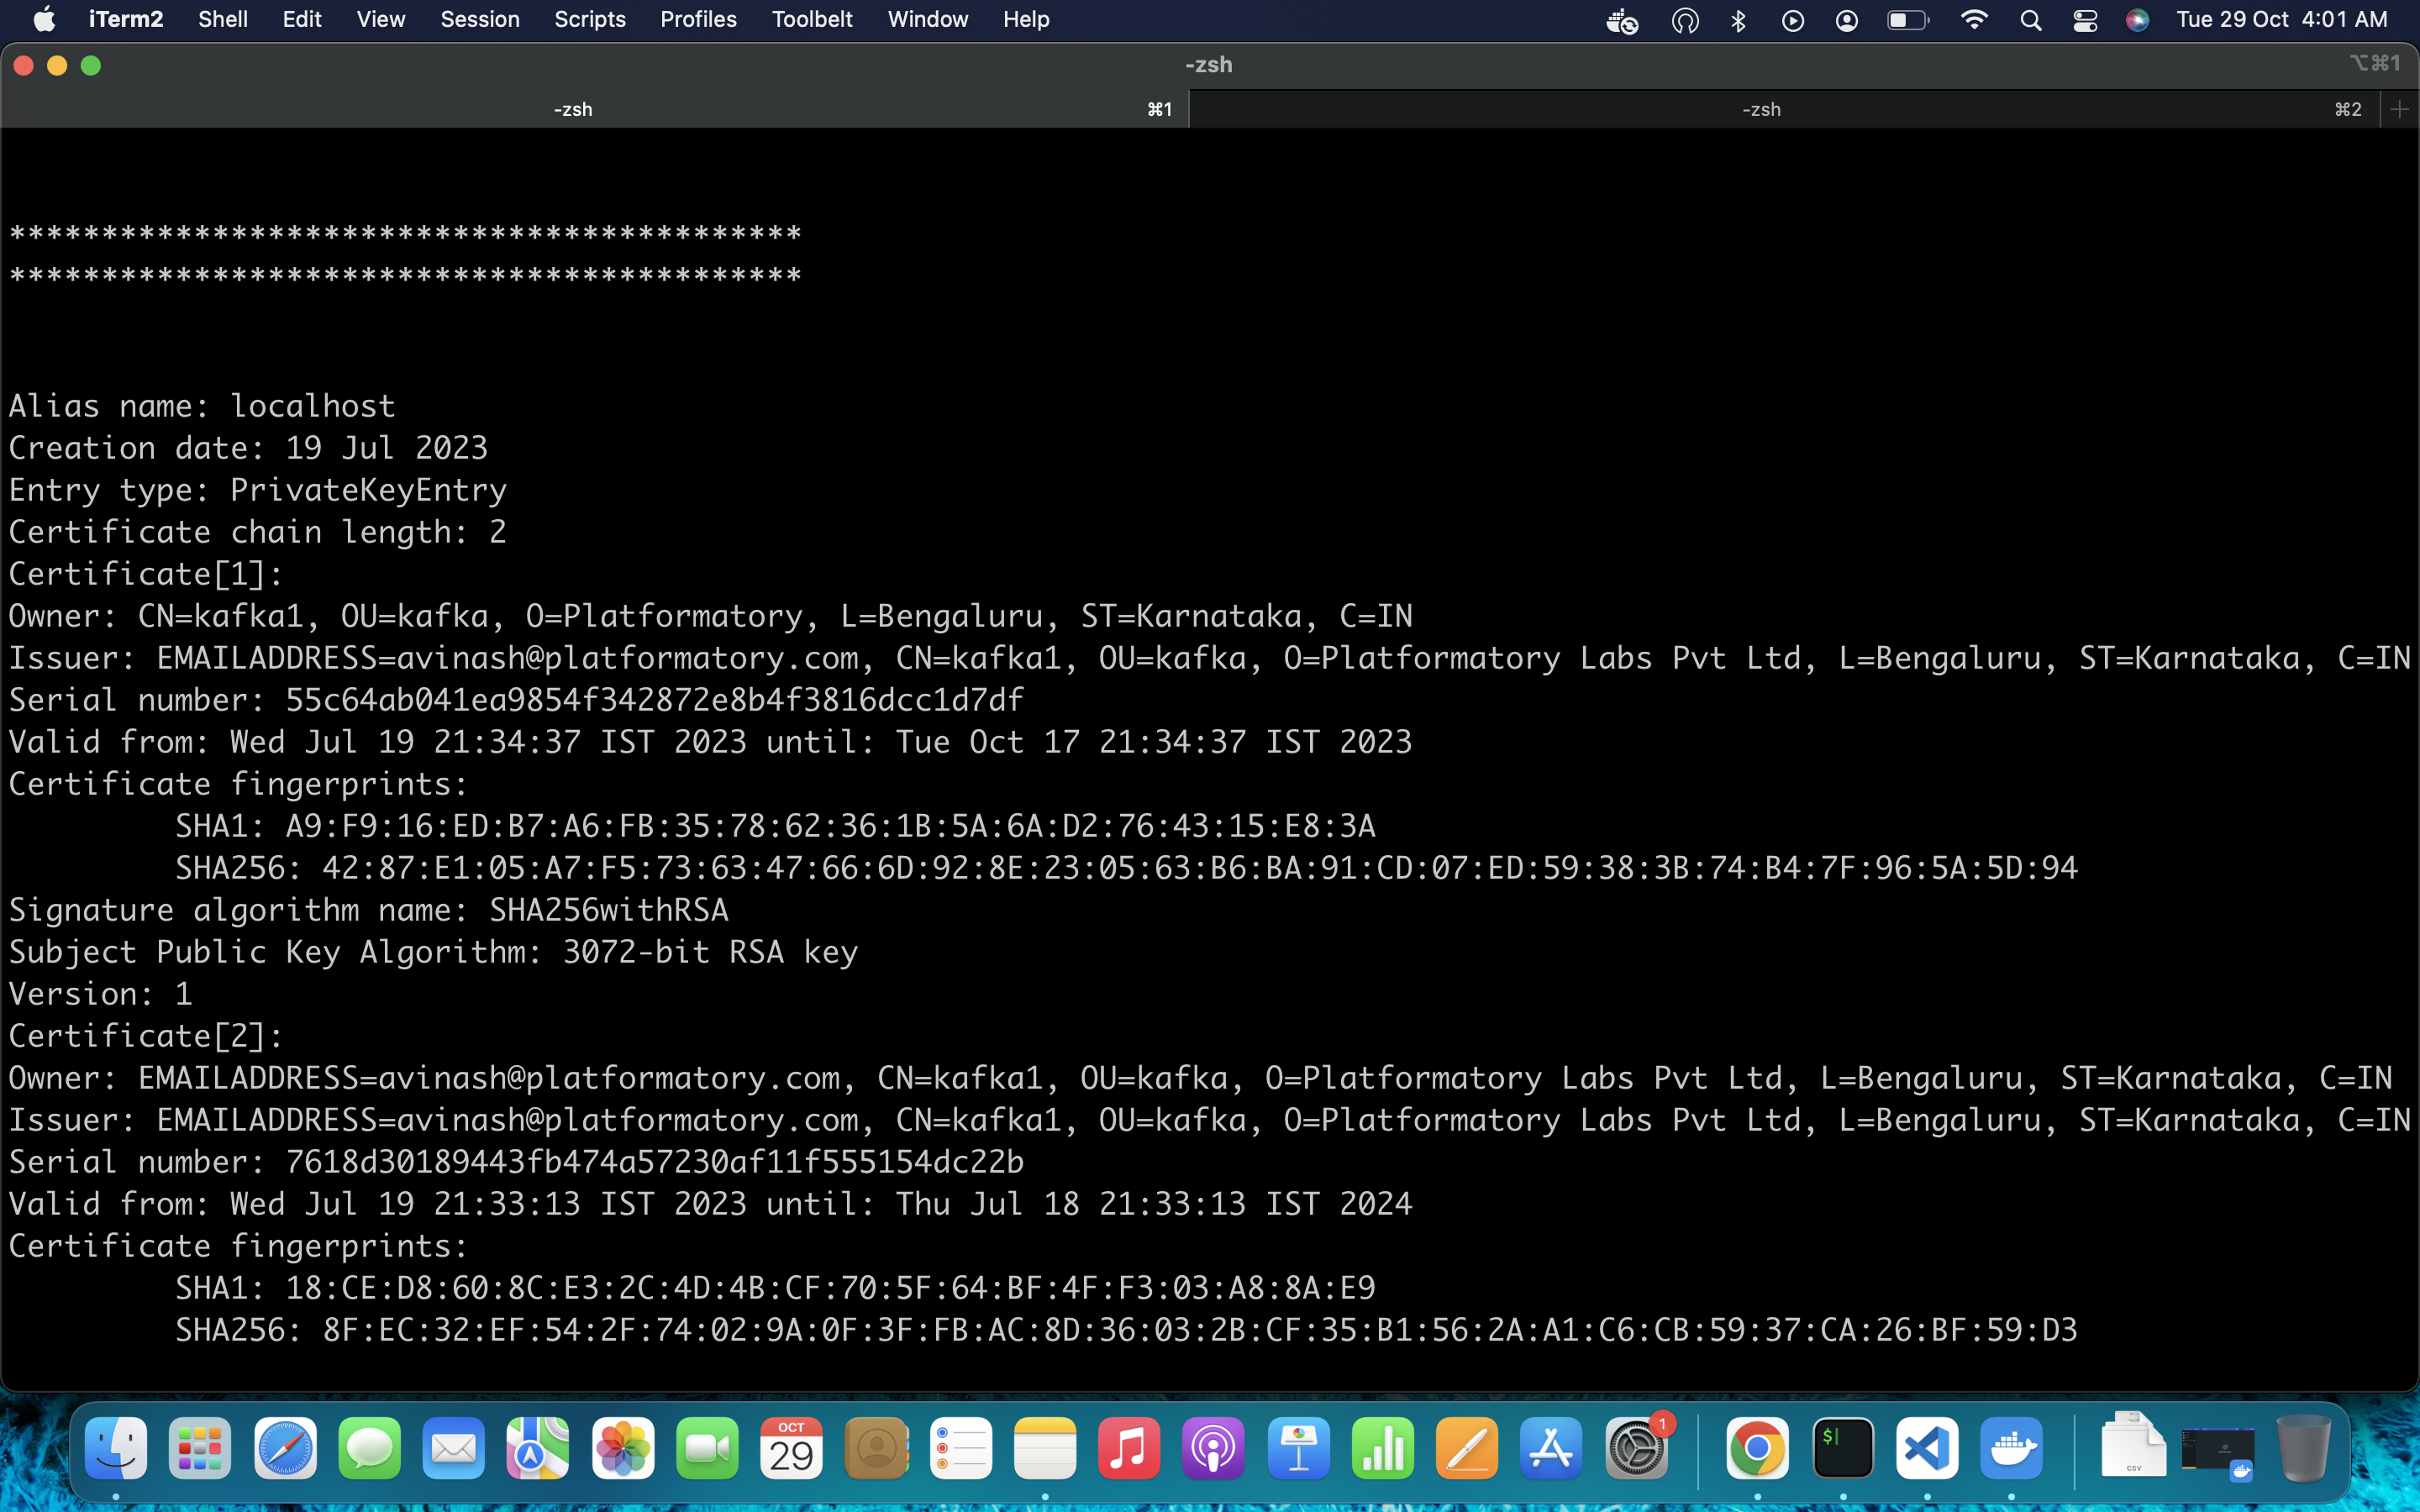 iTerm2 Shell Edit View Session Scripts Profiles Toolbelt Window Help Tue 29 Oct 4:01 AM
-zsh ⌥⌘1
-zsh ⌘1 -zsh ⌘2
*******************************************
*******************************************
Alias name: localhost
Creation date: 19 Jul 2023
Entry type: PrivateKeyEntry
Certificate chain length: 2
Certificate[1]:
Owner: CN=kafka1, OU=kafka, O=Platformatory, L=Bengaluru, ST=Karnataka, C=IN
Issuer: EMAILADDRESS=avinash@platformatory.com, CN=kafka1, OU=kafka, O=Platformatory Labs Pvt Ltd, L=Bengaluru, ST=Karnataka, C=IN
Serial number: 55c64ab041ea9854f342872e8b4f3816dcc1d7df
Valid from: Wed Jul 19 21:34:37 IST 2023 until: Tue Oct 17 21:34:37 IST 2023
Certificate fingerprints:
SHA1: A9:F9:16:ED:B7:A6:FB:35:78:62:36:1B:5A:6A:D2:76:43:15:E8:3A
SHA256: 42:87:E1:05:A7:F5:73:63:47:66:6D:92:8E:23:05:63:B6:BA:91:CD:07:ED:59:38:3B:74:B4:7F:96:5A:5D:94
Signature algorithm name: SHA256withRSA
Subject Public Key Algorithm: 3072-bit RSA key
Version: 1
Certificate[2]:
Owner: EMAILADDRESS=avinash@platformatory.com, CN=kafka1, OU=kafka, O=Platformatory Labs Pvt Ltd, L=Bengaluru, ST=Karnataka, C=IN
Issuer: EMAILADDRESS=avinash@platformatory.com, CN=kafka1, OU=kafka, O=Platformatory Labs Pvt Ltd, L=Bengaluru, ST=Karnataka, C=IN
Serial number: 7618d30189443fb474a57230af11f555154dc22b
Valid from: Wed Jul 19 21:33:13 IST 2023 until: Thu Jul 18 21:33:13 IST 2024
Certificate fingerprints:
SHA1: 18:CE:D8:60:8C:E3:2C:4D:4B:CF:70:5F:64:BF:4F:F3:03:A8:8A:E9
SHA256: 8F:EC:32:EF:54:2F:74:02:9A:0F:3F:FB:AC:8D:36:03:2B:CF:35:B1:56:2A:A1:C6:CB:59:37:CA:26:BF:59:D3
OCT
29
1
$
CSV